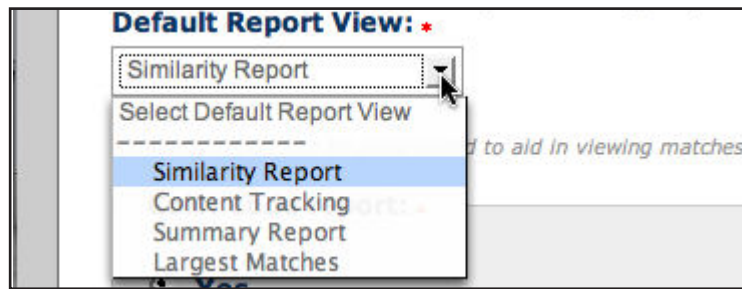 Default Report View: *
Similarity Report
Select Default Report View
------------
d to aid in viewing matches
Similarity Report
Content Tracking
Summary Report
Largest Matches
Yes